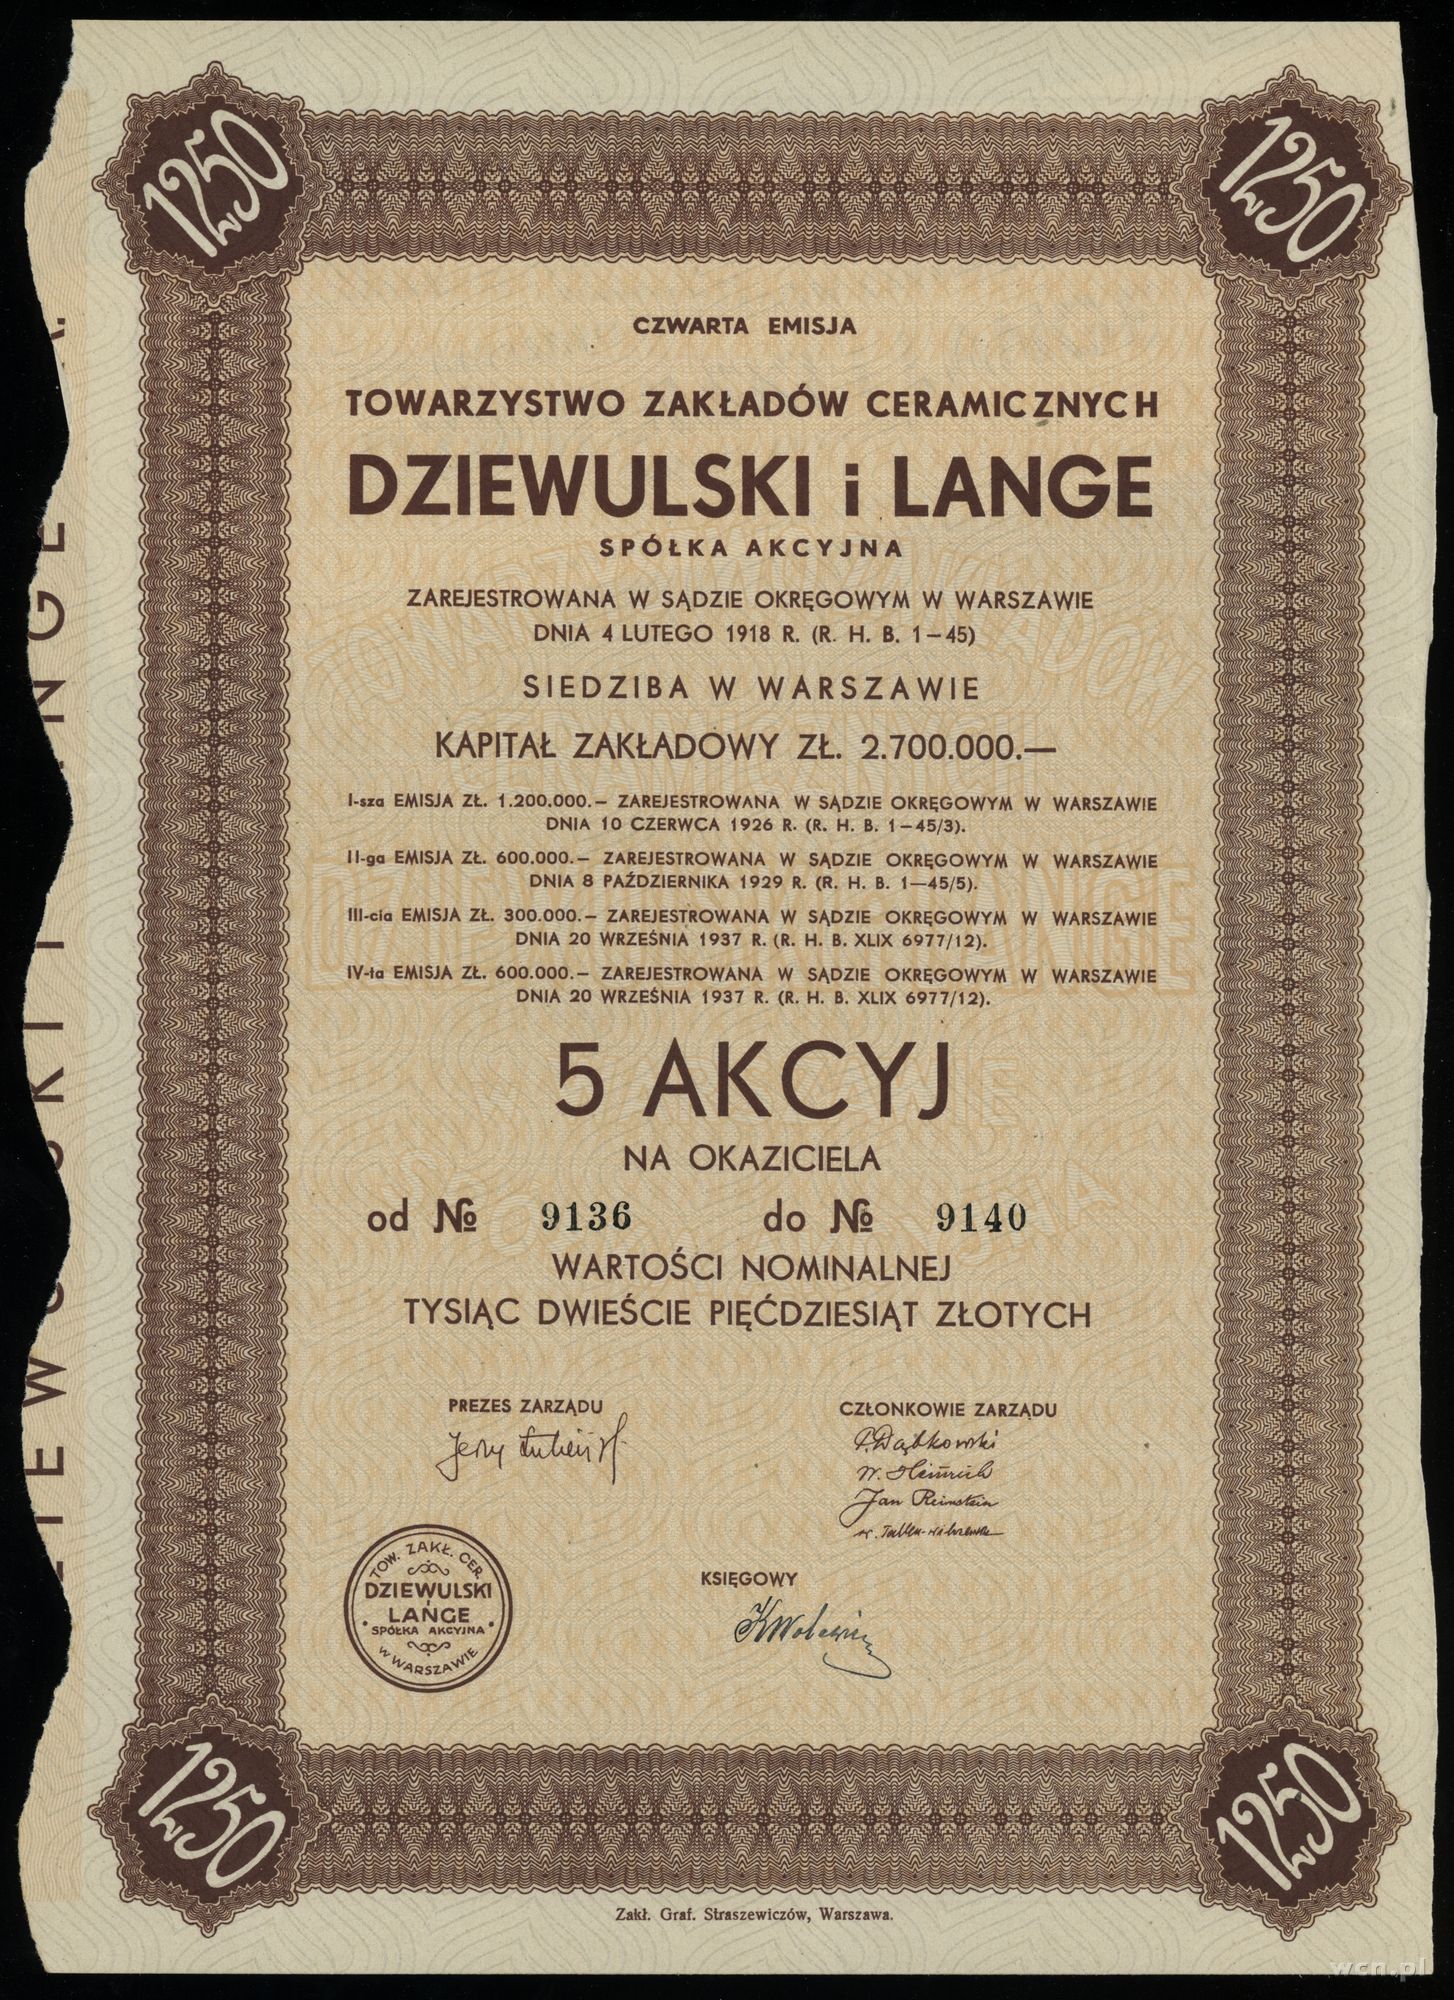 1250
1250
CZWARTA EMISJA
TOWARZYSTWO ZAKŁADÓW CERAMICZNYCH
DZIEWULSKI i LANGE
SPÓŁKA AKCYJNA
ZAREJESTROWANA W SĄDZIE OKRĘGOWYM W WARSZAWIE
DNIA 4 LUTEGO 1918 R. (R. H. B. 1–45)
SIEDZIBA W WARSZAWIE
KAPITAŁ ZAKŁADOWY ZŁ. 2.700.000.—
I-sza EMISJA ZŁ. 1.200.000.– ZAREJESTROWANA W SĄDZIE OKRĘGOWYM W WARSZAWIE
DNIA 10 CZERWCA 1926 R. (R. H. B. 1–45/3).
II-ga EMISJA ZŁ. 600.000.– ZAREJESTROWANA W SĄDZIE OKRĘGOWYM W WARSZAWIE
DNIA 8 PAŹDZIERNIKA 1929 R. (R. H. B. 1—45/5).
III-cia EMISJA ZŁ. 300.000.– ZAREJESTROWANA W SĄDZIE OKRĘGOWYM W WARSZAWIE
DNIA 20 WRZEŚNIA 1937 R. (R. H. B. XLIX 6977/12).
IV-ta EMISJA ZŁ. 600.000.– ZAREJESTROWANA W SĄDZIE OKRĘGOWYM W WARSZAWIE
DNIA 20 WRZEŚNIA 1937 R. (R. H. B. XLIX 6977/12).
5 AKCYJ
NA OKAZICIELA
od № 9136 do № 9140
WARTOŚCI NOMINALNEJ
TYSIĄC DWIEŚCIE PIĘĆDZIESIĄT ZŁOTYCH
PREZES ZARZĄDU
Jerzy
CZŁONKOWIE ZARZĄDU
P. Dąbkowski
W. Heinrich
Jan Reinstein
TOW. ZAKŁ. CER.
DZIEWULSKI
i
LANGE
SPÓŁKA AKCYJNA
W WARSZAWIE
KSIĘGOWY
1250
1250
Zakł. Graf. Straszewiczów, Warszawa.
wcn.pl